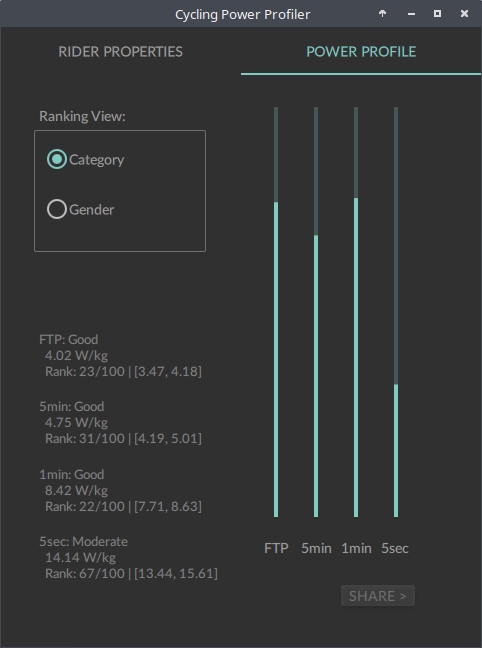 Cycling Power Profiler
RIDER PROPERTIES
POWER PROFILE
Ranking View:
Category
Gender
FTP: Good
4.02 W/kg
Rank: 23/100 | [3.47, 4.18]
5min: Good
4.75 W/kg
Rank: 31/100 | [4.19, 5.01]
1min: Good
8.42 W/kg
Rank: 22/100 | [7.71, 8.63]
5sec: Moderate
14.14 W/kg
Rank: 67/100 | [13.44, 15.61]
FTP 5min 1min 5sec
SHARE >